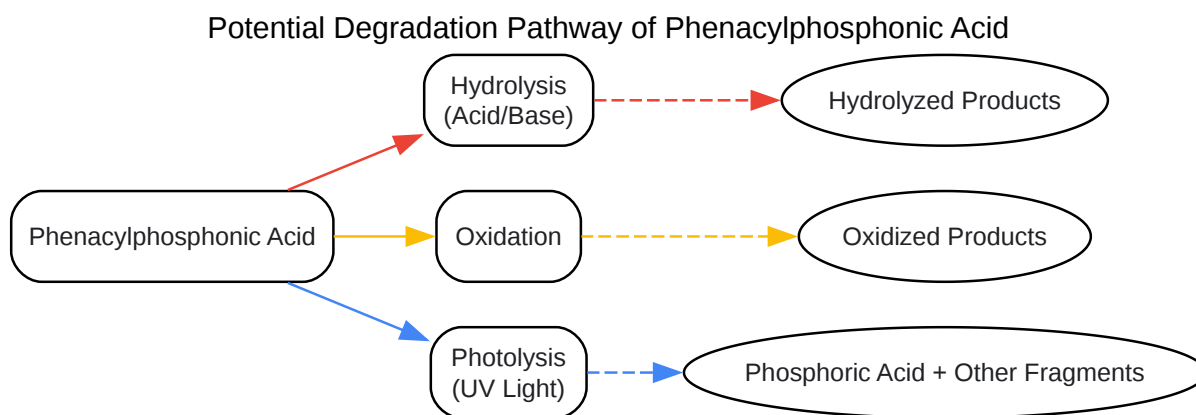 Potential Degradation Pathway of Phenacylphosphonic Acid
Hydrolysis
(Acid/Base)
Hydrolyzed Products
Phenacylphosphonic Acid
Oxidation
Oxidized Products
Photolysis
(UV Light)
Phosphoric Acid + Other Fragments